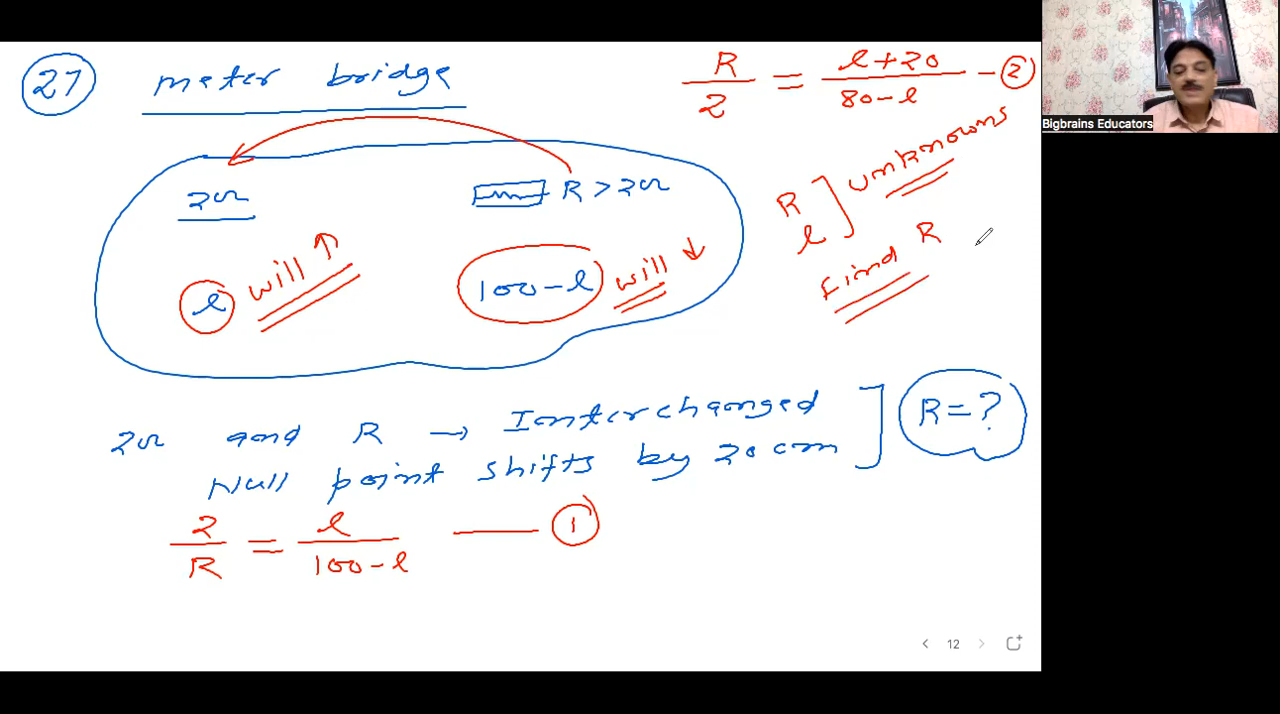 27 meter bridge
R/2 = l+20/80-l - 2
Bigbrains Educators
2Ω R > 2Ω
R
l ] unknowns
Find R
l will ↑ 100-l will ↓
2Ω and R → Interchanged
Null point shifts by 20 cm ] R = ?
2/R = l/100-l —— 1
12